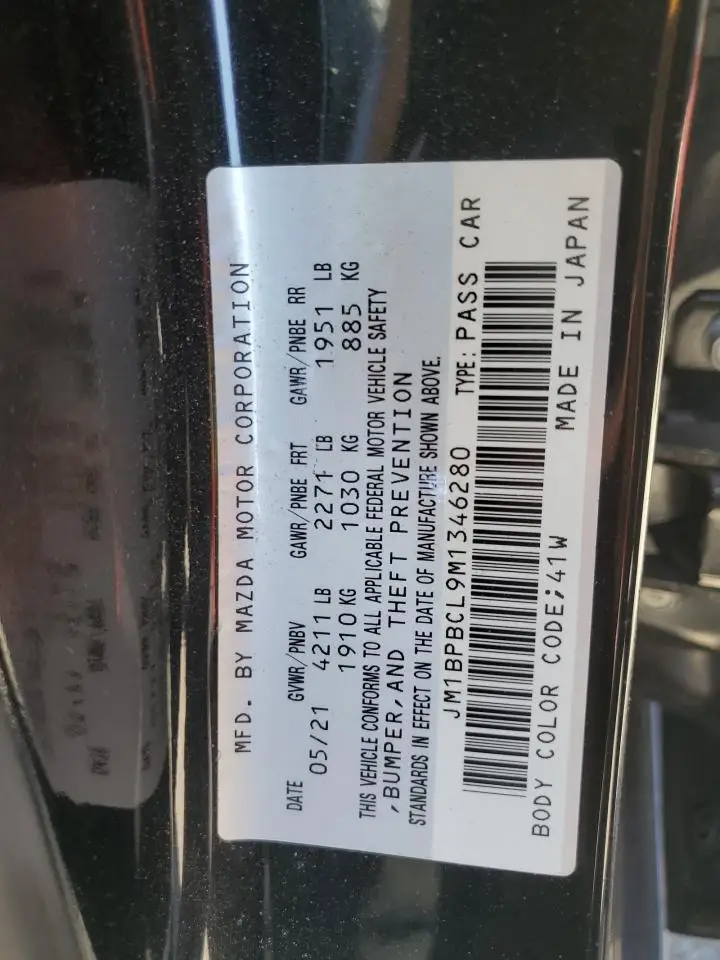 MFD. BY MAZDA MOTOR CORPORATION
DATE GVWR/PNBV GAWR/PNBE FRT GAWR/PNBE RR
05/21 4211 LB 2271 LB 1951 LB
1910 KG 1030 KG 885 KG
THIS VEHICLE CONFORMS TO ALL APPLICABLE FEDERAL MOTOR VEHICLE SAFETY
,BUMPER,AND THEFT PREVENTION
STANDARDS IN EFFECT ON THE DATE OF MANUFACTURE SHOWN ABOVE.
JM1BPBCL9M1346280 TYPE: PASS CAR
BODY COLOR CODE;41W MADE IN JAPAN